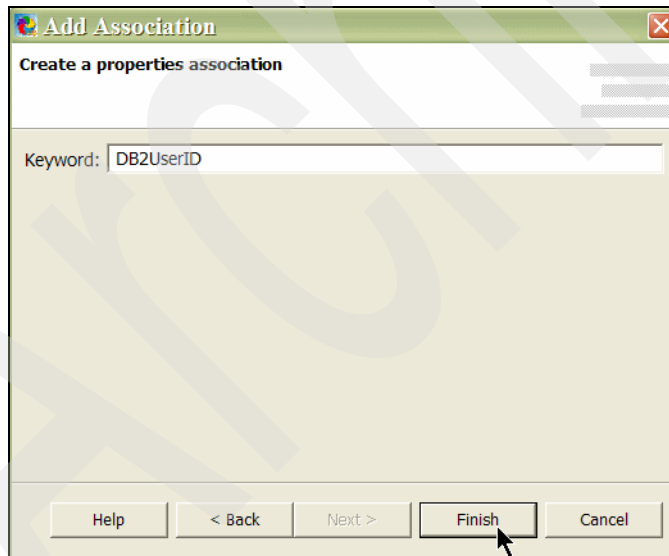 Add Association
Create a properties association
Keyword: DB2UserID
Help < Back Next > Finish Cancel